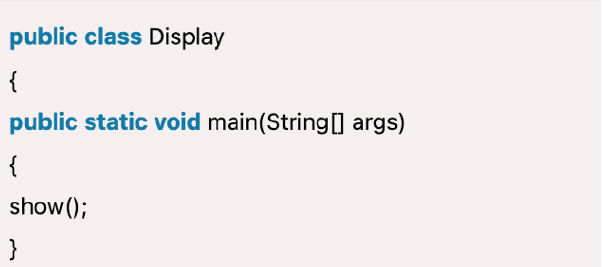 public class Display
{
public static void main(String[] args)
{
show();
}